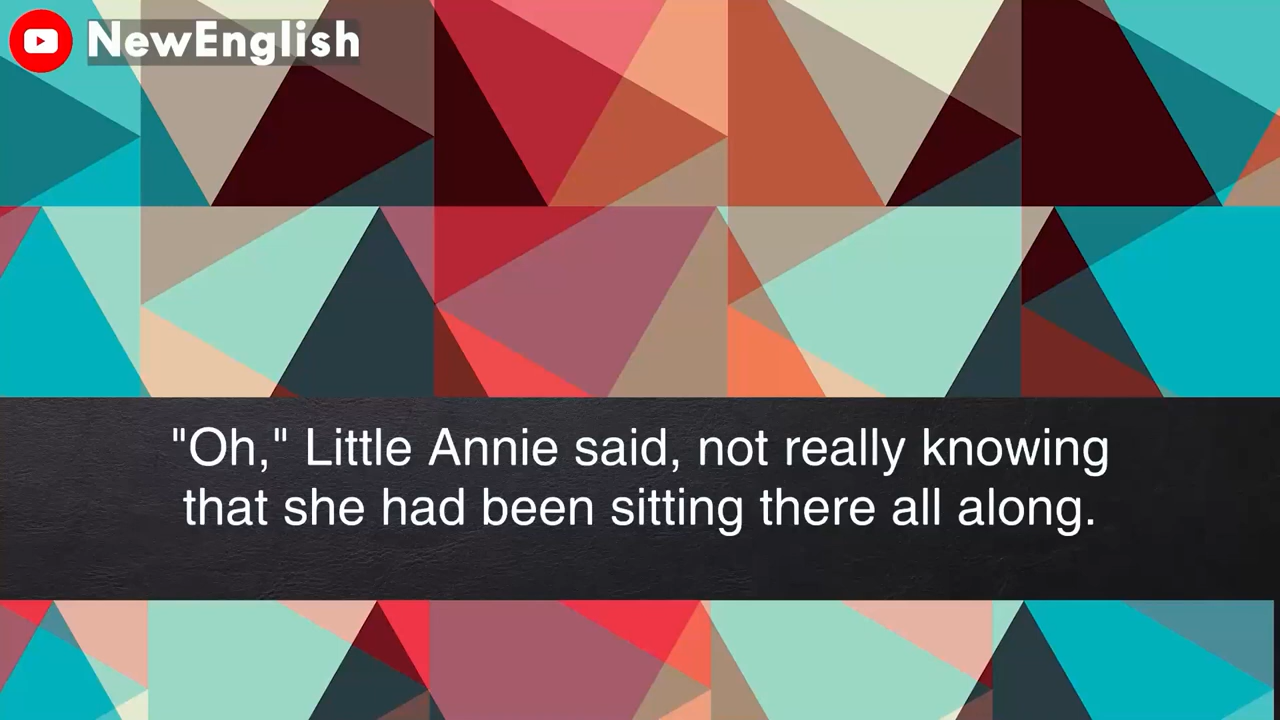 NewEnglish
"Oh," Little Annie said, not really knowing
that she had been sitting there all along.